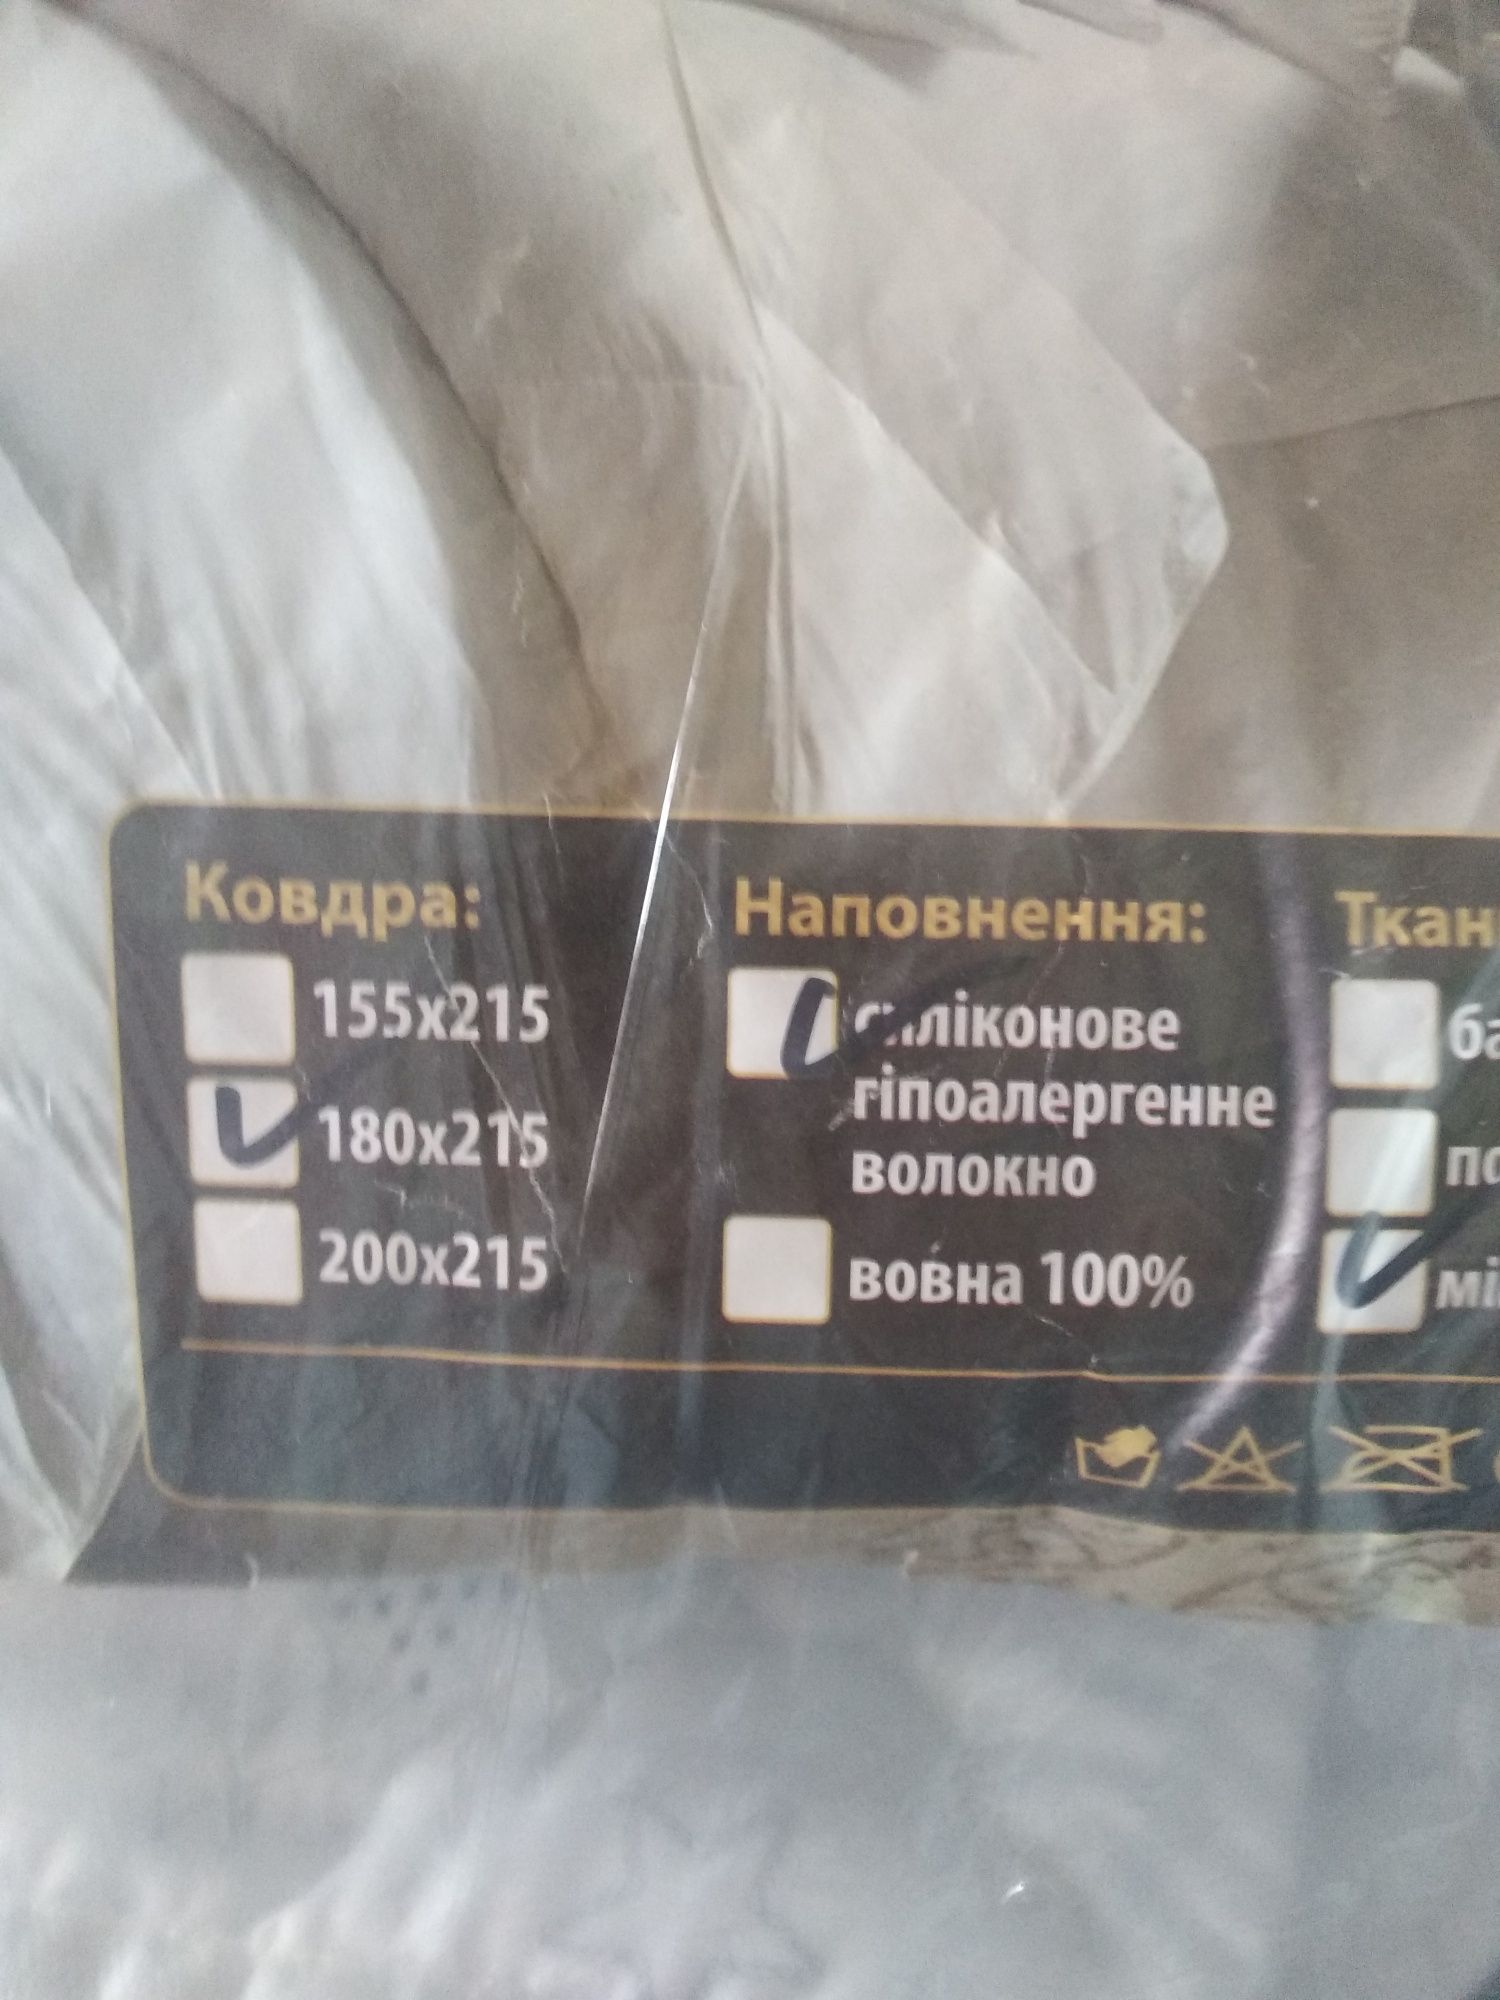 Ковдра:
155x215
180x215
200x215
Наповнення:
силіконове
гіпоалергенне
волокно
вовна 100%